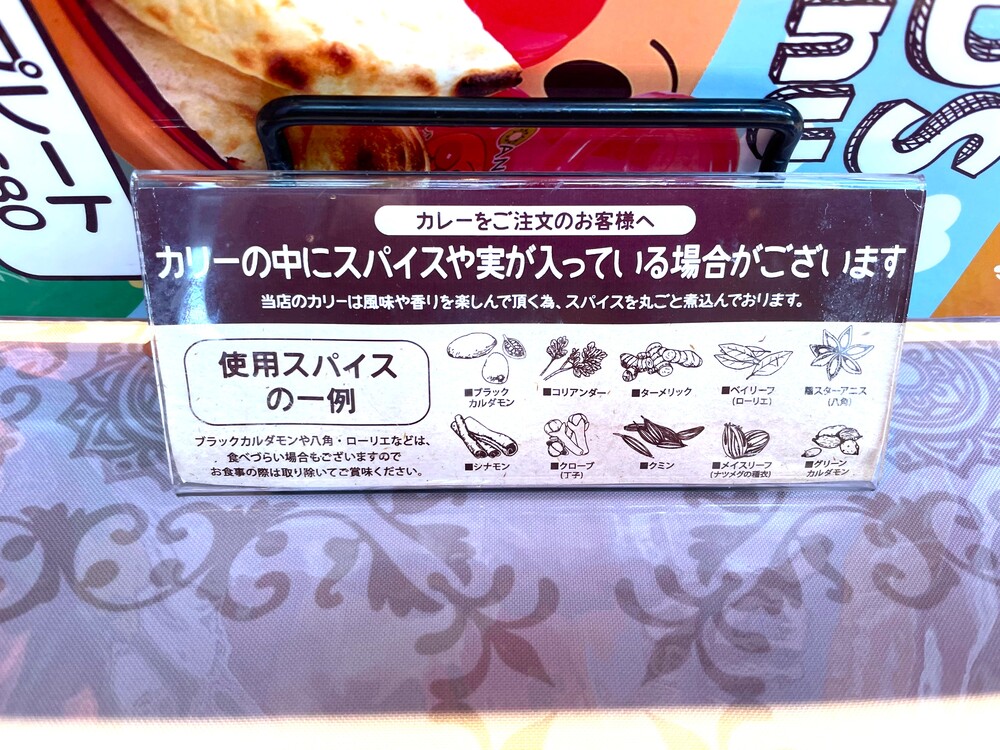 プレート
カレーをご注文のお客様へ
カリーの中にスパイスや実が入っている場合がございます
当店のカリーは風味や香りを楽しんで頂く為、スパイスを丸ごと煮込んでおります。
使用スパイス
の一例
ブラックカルダモンや八角・ローリエなどは、
食べづらい場合もございますので
お食事の際は取り除いてご賞味ください。
■ブラック
カルダモン
■コリアンダー
■ターメリック
■ベイリーフ
(ローリエ)
■スターアニス
(八角)
■シナモン
■クローブ
(丁子)
■クミン
■メイスリーフ
(ナツメグの種衣)
■グリーン
カルダモン